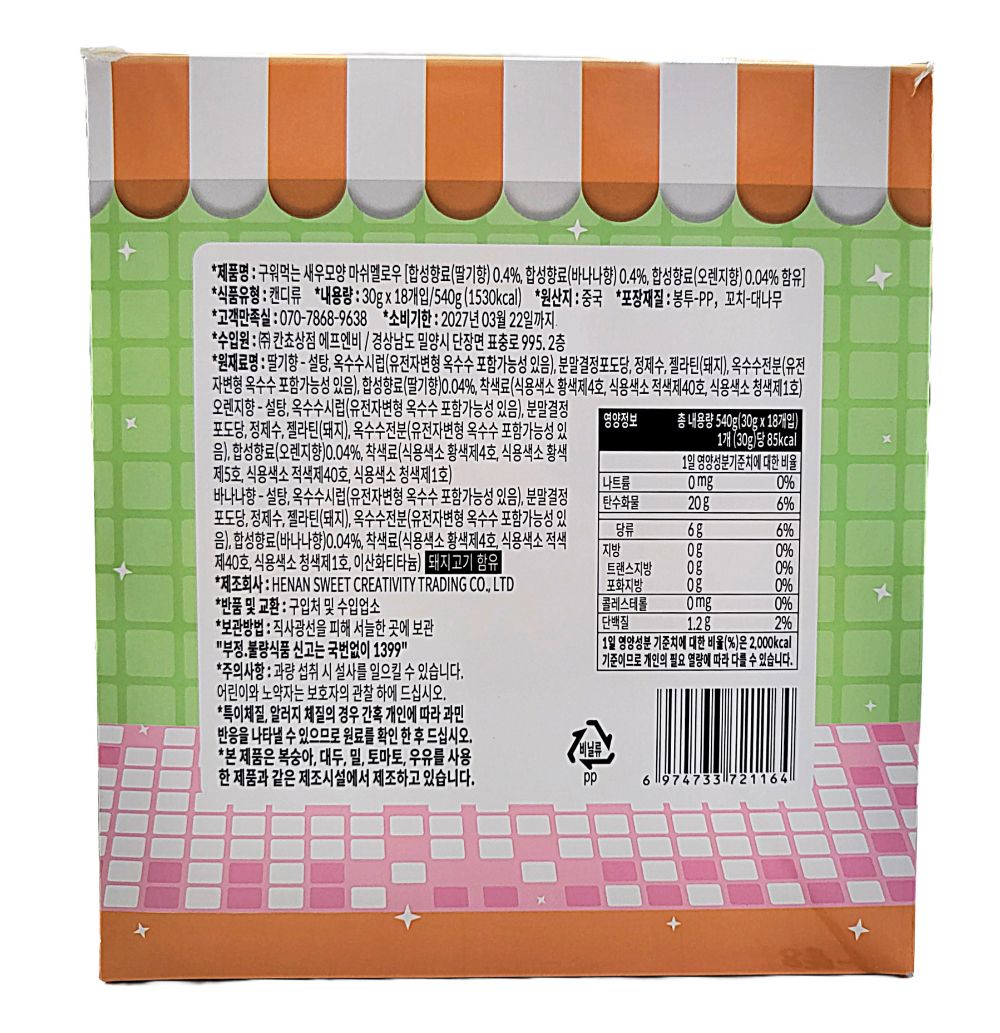 *제품명 : 구워먹는 새우모양 마쉬멜로우 [합성향료(딸기향) 0.4%, 합성향료(바나나향) 0.4%, 합성향료(오렌지향) 0.04% 함유]
*식품유형 : 캔디류 *내용량 : 30g x 18개입/540g (1530kcal) *원산지 : 중국 *포장재질 : 봉투-PP, 꼬치-대나무
*고객만족실 : 070-7868-9638 *소비기한 : 2027년 03월 22일까지
*수입원 : ㈜ 칸쵸상점 에프엔비 / 경상남도 밀양시 단장면 표충로 995. 2층
*원재료명 : 딸기향 - 설탕, 옥수수시럽(유전자변형 옥수수 포함가능성 있음), 분말결정포도당, 정제수, 젤라틴(돼지), 옥수수전분(유전
자변형 옥수수 포함가능성 있음), 합성향료(딸기향)0.04%, 착색료(식용색소 황색제4호, 식용색소 적색제40호, 식용색소 청색제1호)
오렌지향 - 설탕, 옥수수시럽(유전자변형 옥수수 포함가능성 있음), 분말결정
포도당, 정제수, 젤라틴(돼지), 옥수수전분(유전자변형 옥수수 포함가능성 있
음), 합성향료(오렌지향)0.04%, 착색료(식용색소 황색제4호, 식용색소 황색
제5호, 식용색소 적색제40호, 식용색소 청색제1호)
바나나향 - 설탕, 옥수수시럽(유전자변형 옥수수 포함가능성 있음), 분말결정
포도당, 정제수, 젤라틴(돼지), 옥수수전분(유전자변형 옥수수 포함가능성 있
음), 합성향료(바나나향)0.04%, 착색료(식용색소 황색제4호, 식용색소 적색
제40호, 식용색소 청색제1호, 이산화티타늄) 돼지고기 함유
*제조회사 : HENAN SWEET CREATIVITY TRADING CO., LTD
*반품 및 교환 : 구입처 및 수입업소
*보관방법 : 직사광선을 피해 서늘한 곳에 보관
"부정.불량식품 신고는 국번없이 1399"
*주의사항 : 과량 섭취 시 설사를 일으킬 수 있습니다.
어린이와 노약자는 보호자의 관찰 하에 드십시오.
*특이체질, 알러지 체질의 경우 간혹 개인에 따라 과민
반응을 나타낼 수 있으므로 원료를 확인 한 후 드십시오.
*본 제품은 복숭아, 대두, 밀, 토마토, 우유를 사용
한 제품과 같은 제조시설에서 제조하고 있습니다.
영양정보 총 내용량 540g(30g x 18개입)
1개 (30g)당 85kcal
1일 영양성분기준치에 대한 비율
나트륨 0 mg 0%
탄수화물 20 g 6%
당류 6 g 6%
지방 0 g 0%
트랜스지방 0 g 0%
포화지방 0 g 0%
콜레스테롤 0 mg 0%
단백질 1.2 g 2%
1일 영양성분 기준치에 대한 비율(%)은 2,000kcal
기준이므로 개인의 필요 열량에 따라 다를 수 있습니다.
비닐류
PP
6 974733 721164